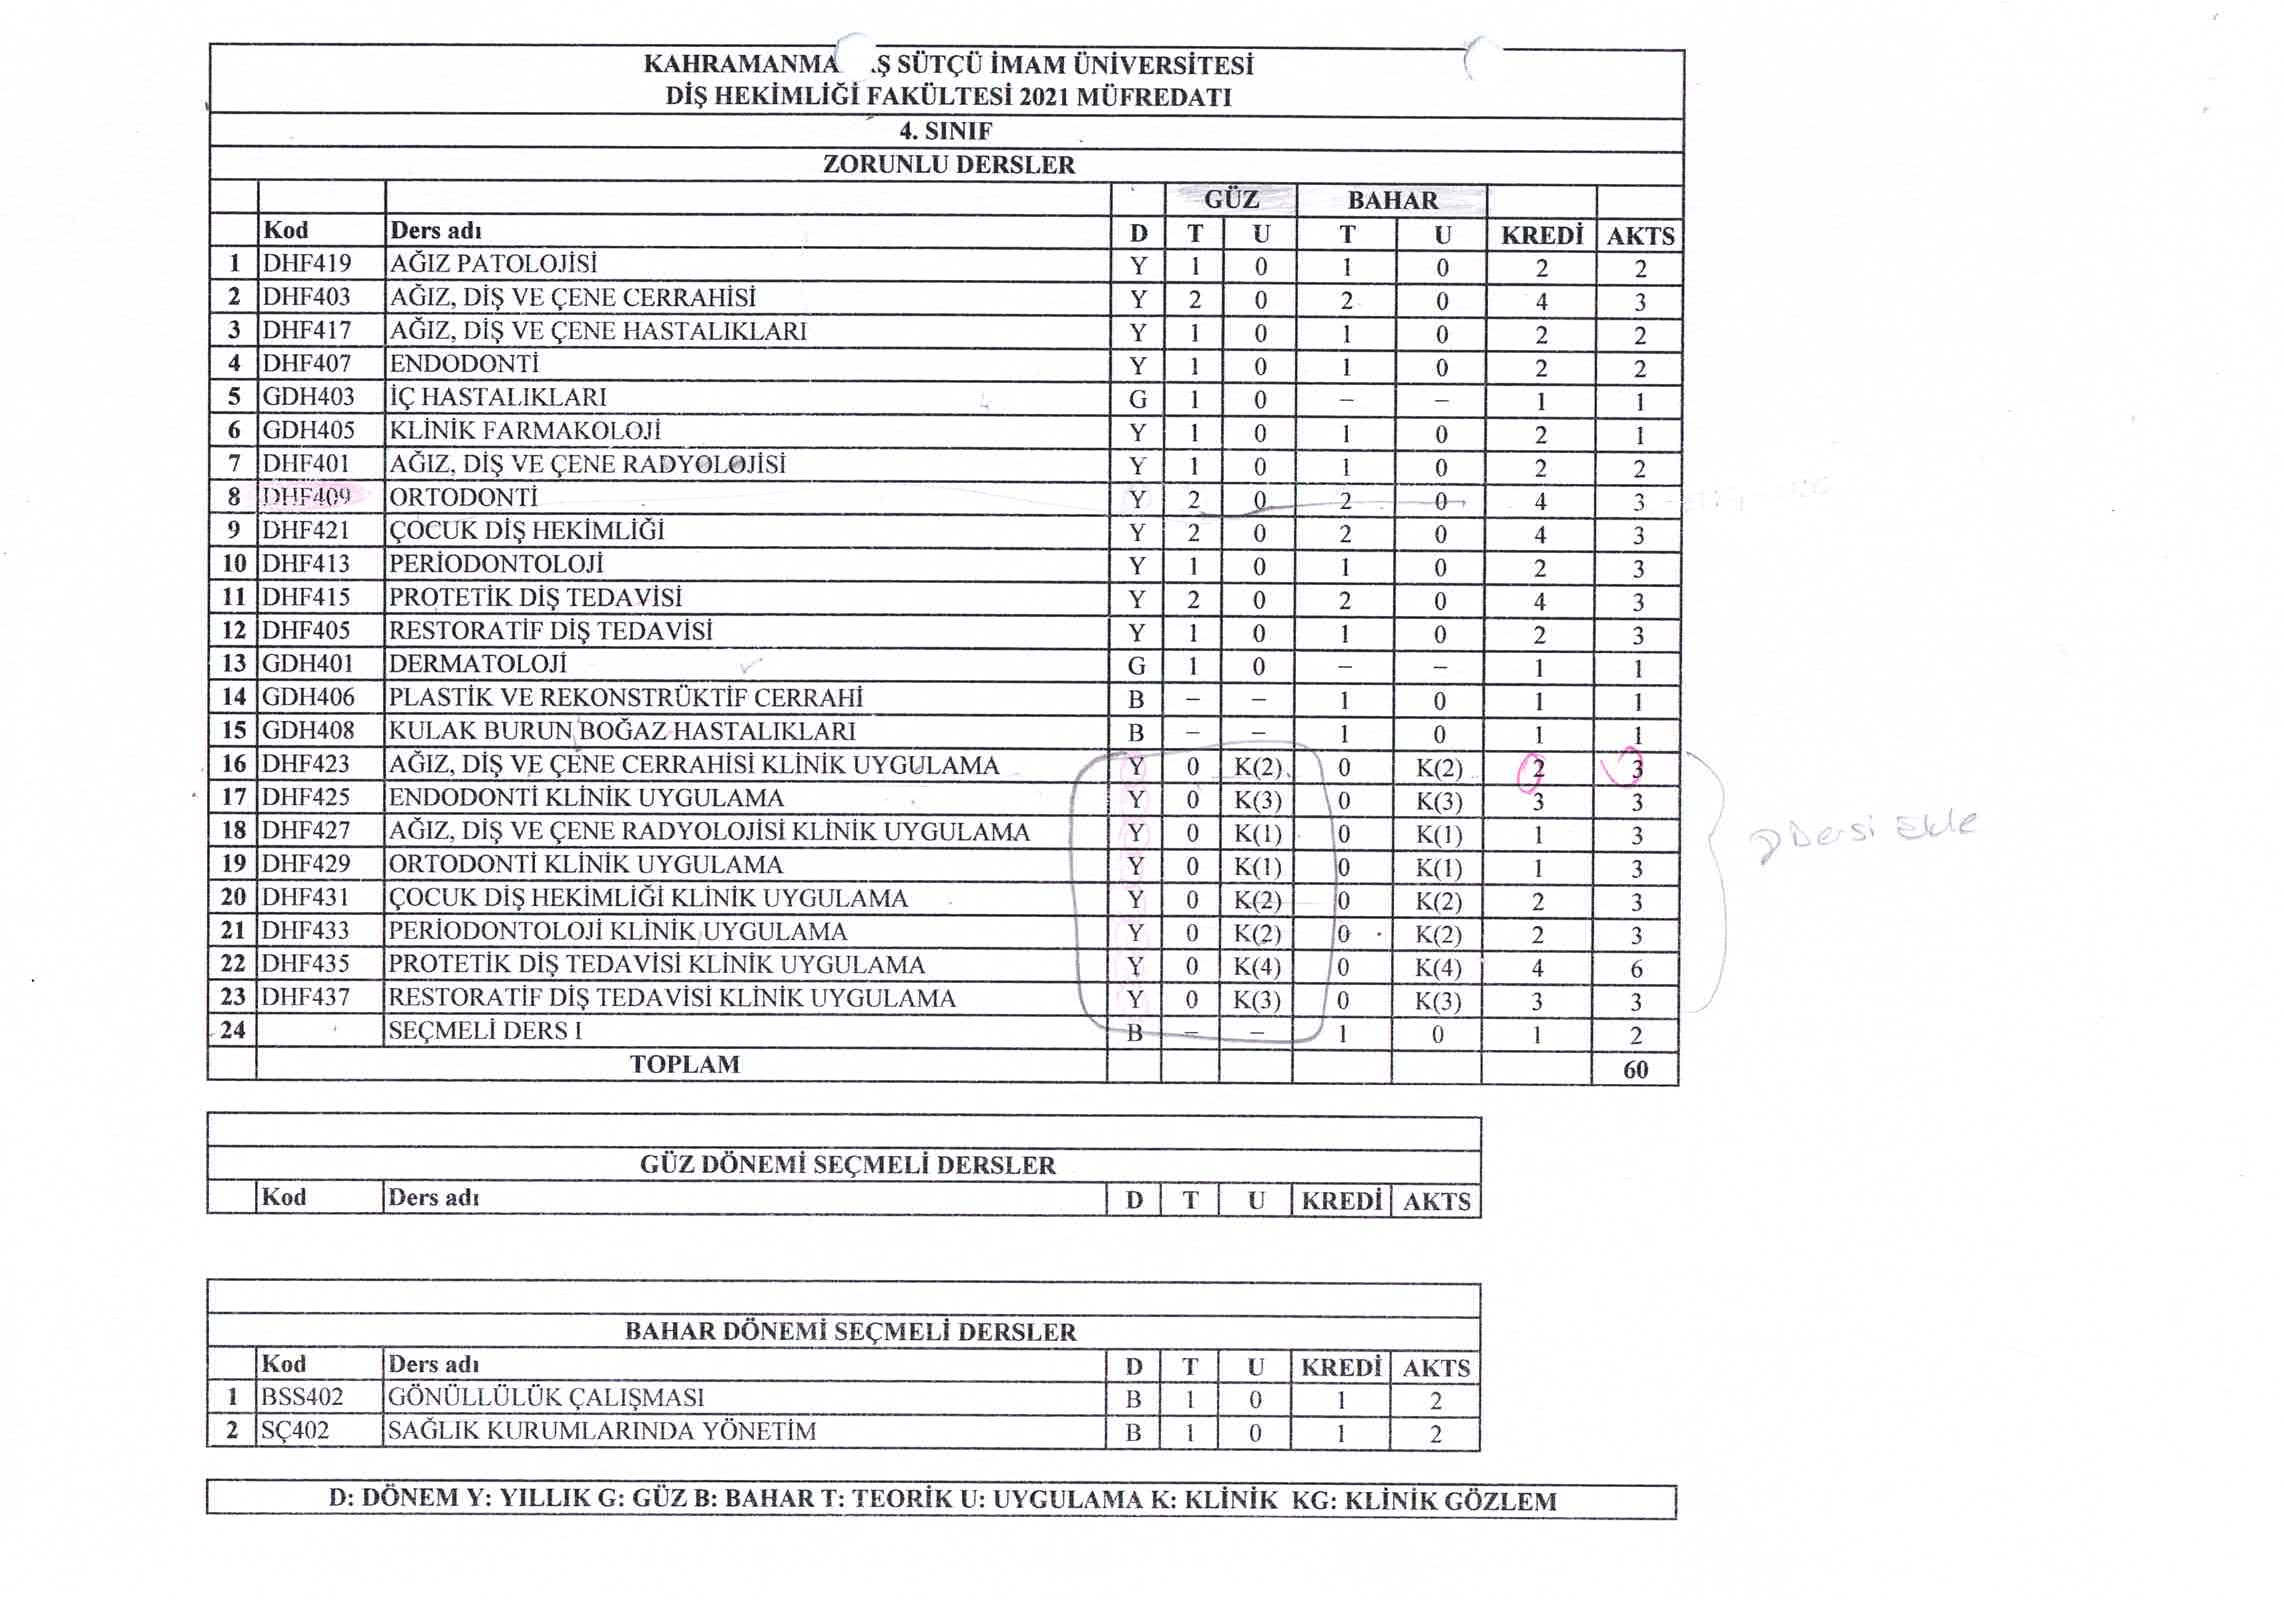 KAHRAMANMA Ş SÜTÇÜ İMAM ÜNİVERSİTESİ
DİŞ HEKİMLİĞİ FAKÜLTESİ 2021 MÜFREDATI
4. SINIF
ZORUNLU DERSLER
GÜZ BAHAR
Kod Ders adı D T U T U KREDİ AKTS
1 DHF419 AĞIZ PATOLOJİSİ Y 1 0 1 0 2 2
2 DHF403 AĞIZ, DİŞ VE ÇENE CERRAHİSİ Y 2 0 2 0 4 3
3 DHF417 AĞIZ, DİŞ VE ÇENE HASTALIKLARI Y 1 0 1 0 2 2
4 DHF407 ENDODONTİ Y 1 0 1 0 2 2
5 GDH403 İÇ HASTALIKLARI G 1 0 – – 1 1
6 GDH405 KLİNİK FARMAKOLOJİ Y 1 0 1 0 2 1
7 DHF401 AĞIZ, DİŞ VE ÇENE RADYOLOJİSİ Y 1 0 1 0 2 2
8 DHF409 ORTODONTİ Y 2 0 2 0 4 3
9 DHF421 ÇOCUK DİŞ HEKİMLİĞİ Y 2 0 2 0 4 3
10 DHF413 PERİODONTOLOJİ Y 1 0 1 0 2 3
11 DHF415 PROTETİK DİŞ TEDAVİSİ Y 2 0 2 0 4 3
12 DHF405 RESTORATİF DİŞ TEDAVİSİ Y 1 0 1 0 2 3
13 GDH401 DERMATOLOJİ G 1 0 – – 1 1
14 GDH406 PLASTİK VE REKONSTRÜKTİF CERRAHİ B – – 1 0 1 1
15 GDH408 KULAK BURUN BOĞAZ HASTALIKLARI B – – 1 0 1 1
16 DHF423 AĞIZ, DİŞ VE ÇENE CERRAHİSİ KLİNİK UYGULAMA Y 0 K(2) 0 K(2) 2 3
17 DHF425 ENDODONTİ KLİNİK UYGULAMA Y 0 K(3) 0 K(3) 3 3
18 DHF427 AĞIZ, DİŞ VE ÇENE RADYOLOJİSİ KLİNİK UYGULAMA Y 0 K(1) 0 K(1) 1 3
Dersi Ekle
19 DHF429 ORTODONTİ KLİNİK UYGULAMA Y 0 K(1) 0 K(1) 1 3
20 DHF431 ÇOCUK DİŞ HEKİMLİĞİ KLİNİK UYGULAMA Y 0 K(2) 0 K(2) 2 3
21 DHF433 PERİODONTOLOJİ KLİNİK UYGULAMA Y 0 K(2) 0 K(2) 2 3
22 DHF435 PROTETİK DİŞ TEDAVİSİ KLİNİK UYGULAMA Y 0 K(4) 0 K(4) 4 6
23 DHF437 RESTORATİF DİŞ TEDAVİSİ KLİNİK UYGULAMA Y 0 K(3) 0 K(3) 3 3
24 SEÇMELİ DERS I B – – 1 0 1 2
TOPLAM 60
GÜZ DÖNEMİ SEÇMELİ DERSLER
Kod Ders adı D T U KREDİ AKTS
BAHAR DÖNEMİ SEÇMELİ DERSLER
Kod Ders adı D T U KREDİ AKTS
1 BSS402 GÖNÜLLÜLÜK ÇALIŞMASI B 1 0 1 2
2 SÇ402 SAĞLIK KURUMLARINDA YÖNETİM B 1 0 1 2
D: DÖNEM Y: YILLIK G: GÜZ B: BAHAR T: TEORİK U: UYGULAMA K: KLİNİK KG: KLİNİK GÖZLEM